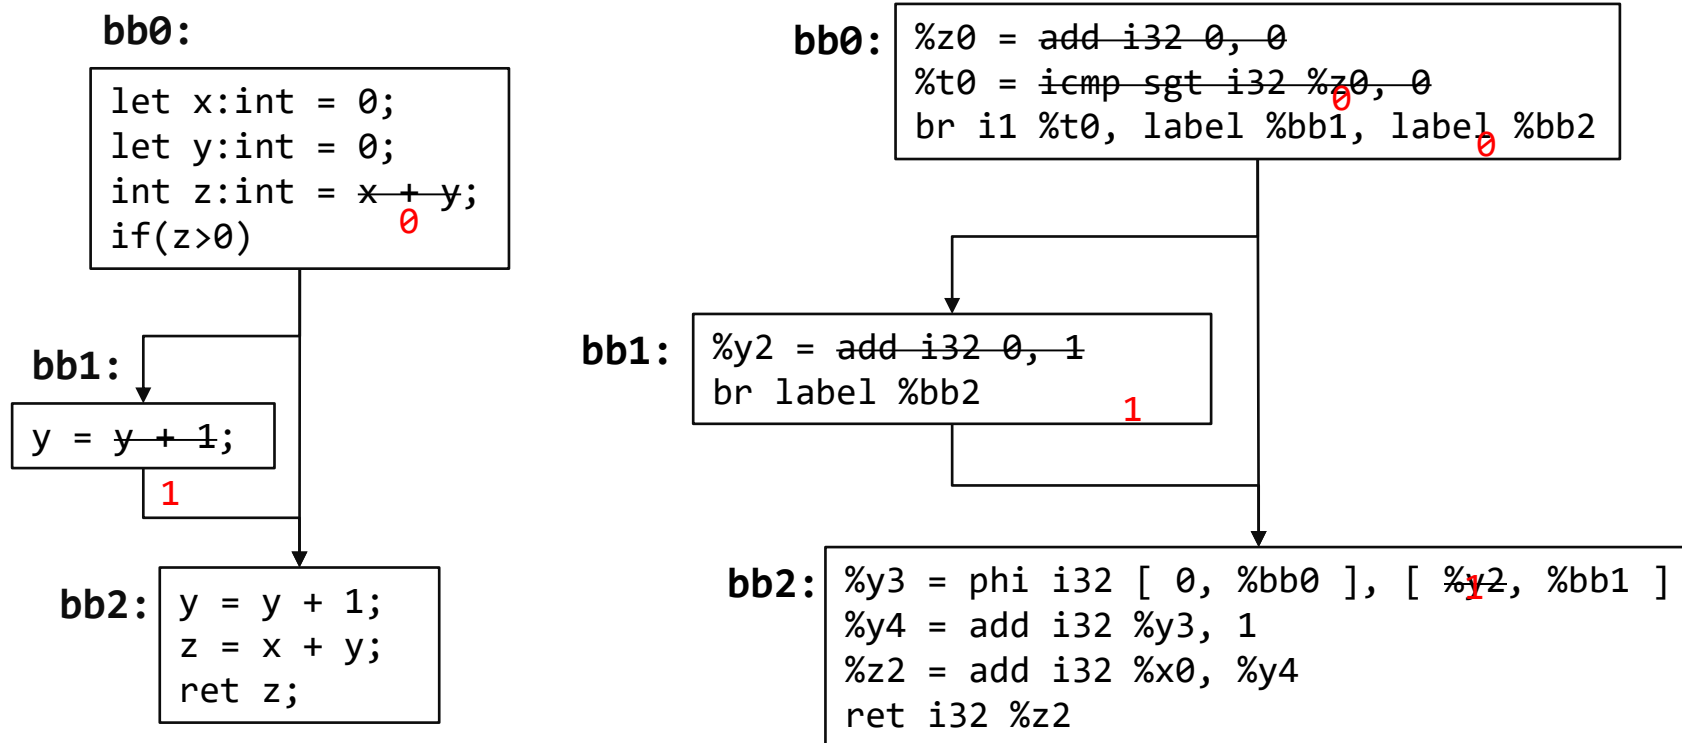 bb0:
let x:int = 0;
let y:int = 0;
int z:int = x + y;
0
if(z>0)
bb1:
y = y + 1;
1
bb2:
y = y + 1;
z = x + y;
ret z;
bb0:
%z0 = add i32 0, 0
%t0 = icmp sgt i32 %z0, 0
0
br i1 %t0, label %bb1, label %bb2
0
bb1:
%y2 = add i32 0, 1
br label %bb2
1
bb2:
%y3 = phi i32 [ 0, %bb0 ], [ %y2, %bb1 ]
1
%y4 = add i32 %y3, 1
%z2 = add i32 %x0, %y4
ret i32 %z2